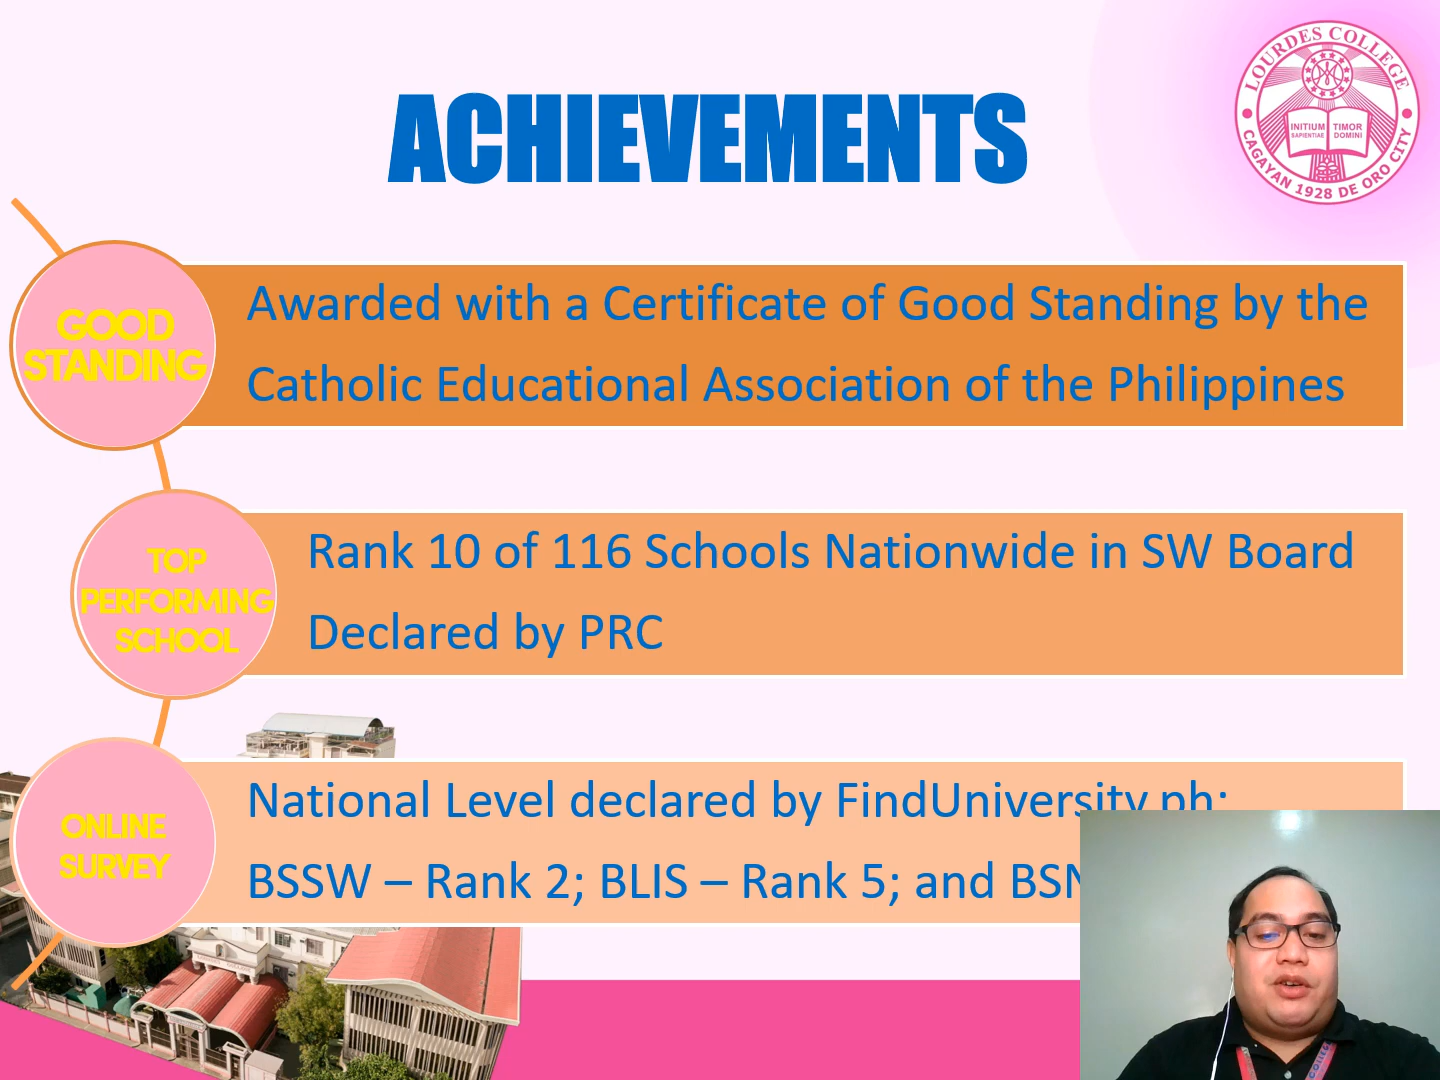 ACHIEVEMENTS
LOURDES COLLEGE
INITIUM
SAPIENTIAE
TIMOR
DOMINI
CAGAYAN 1928 DE ORO CITY
GOOD
STANDING
Awarded with a Certificate of Good Standing by the
Catholic Educational Association of the Philippines
TOP
PERFORMING
SCHOOL
Rank 10 of 116 Schools Nationwide in SW Board
Declared by PRC
ONLINE
SURVEY
National Level declared by FindUniversity.ph:
BSSW – Rank 2; BLIS – Rank 5; and